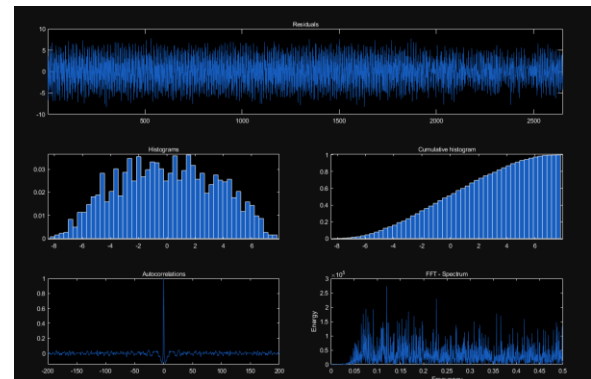 Residuals
10
5
0
-5
-10
500 1000 1500 2000 2500
Histograms
0.03
0.02
0.01
0
-8 -6 -4 -2 0 2 4 6
Cumulative histogram
1
0.8
0.6
0.4
0.2
0
-8 -6 -4 -2 0 2 4 6
Autocorrelations
1
0.8
0.6
0.4
0.2
0
-200 -150 -100 -50 0 50 100 150 200
FFT - Spectrum
×10⁵
Energy
3
2.5
2
1.5
1
0.5
0
0 0.05 0.1 0.15 0.2 0.25 0.3 0.35 0.4 0.45 0.5